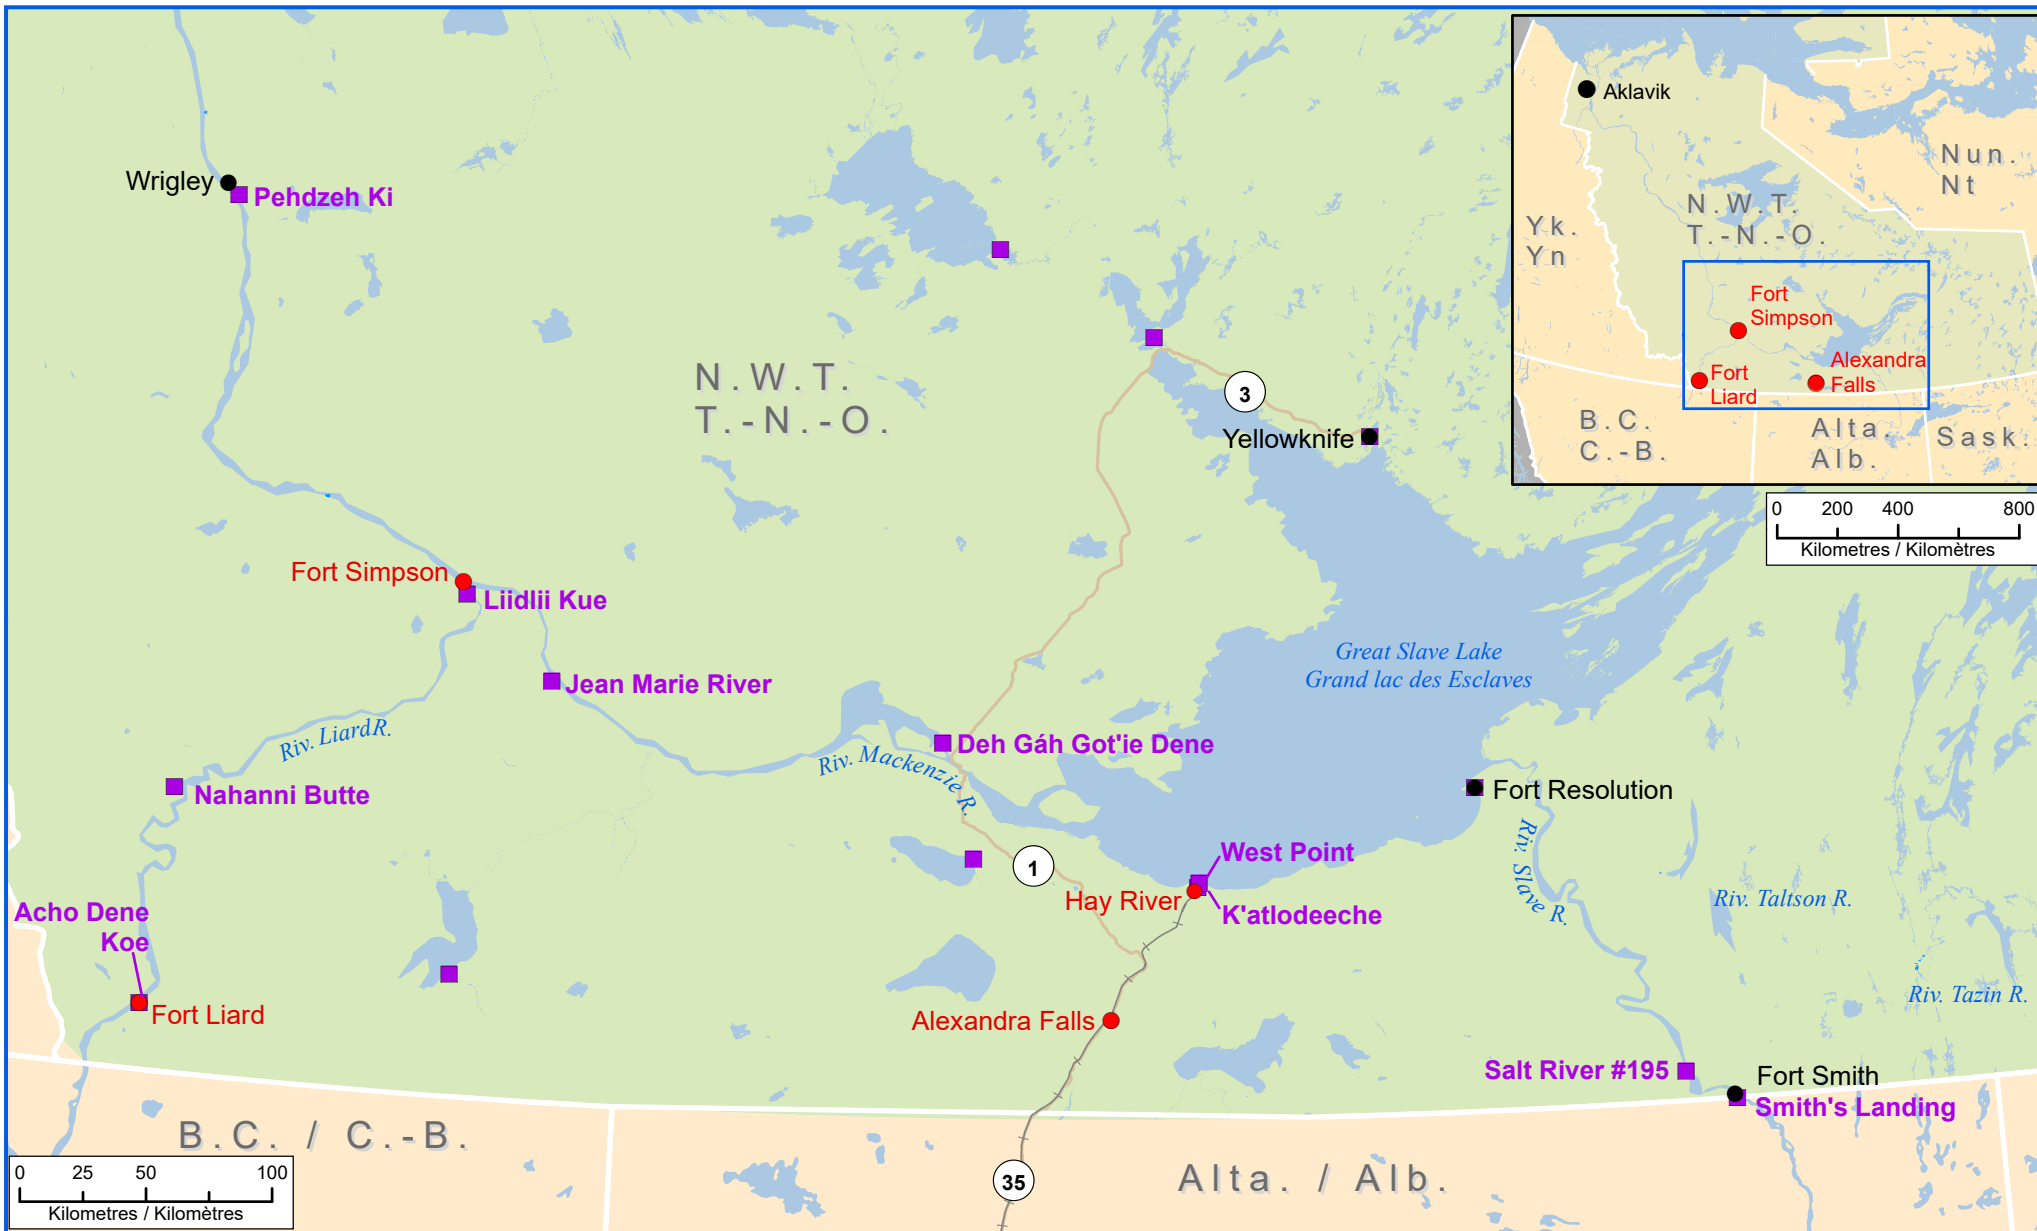 Aklavik
Nun.
Nt
N.W.T.
T.-N.-O.
Yk.
Yn
Fort
Simpson
Alexandra
Falls
Fort
Liard
B.C.
C.-B.
Alta.
Alb.
Sask.
0 200 400 800
Kilometres / Kilomètres
Wrigley
Pehdzeh Ki
N.W.T.
T.-N.-O.
3
Yellowknife
Fort Simpson
Liidlii Kue
Great Slave Lake
Grand lac des Esclaves
Jean Marie River
Riv. Liard R.
Deh Gáh Got'ie Dene
Riv. Mackenzie R.
Nahanni Butte
Fort Resolution
Riv. Slave R.
West Point
1
Hay River
K'atlodeeche
Riv. Taltson R.
Acho Dene
Koe
Riv. Tazin R.
Fort Liard
Alexandra Falls
Salt River #195
Fort Smith
Smith's Landing
B.C. / C.-B.
Alta. / Alb.
35
0 25 50 100
Kilometres / Kilomètres